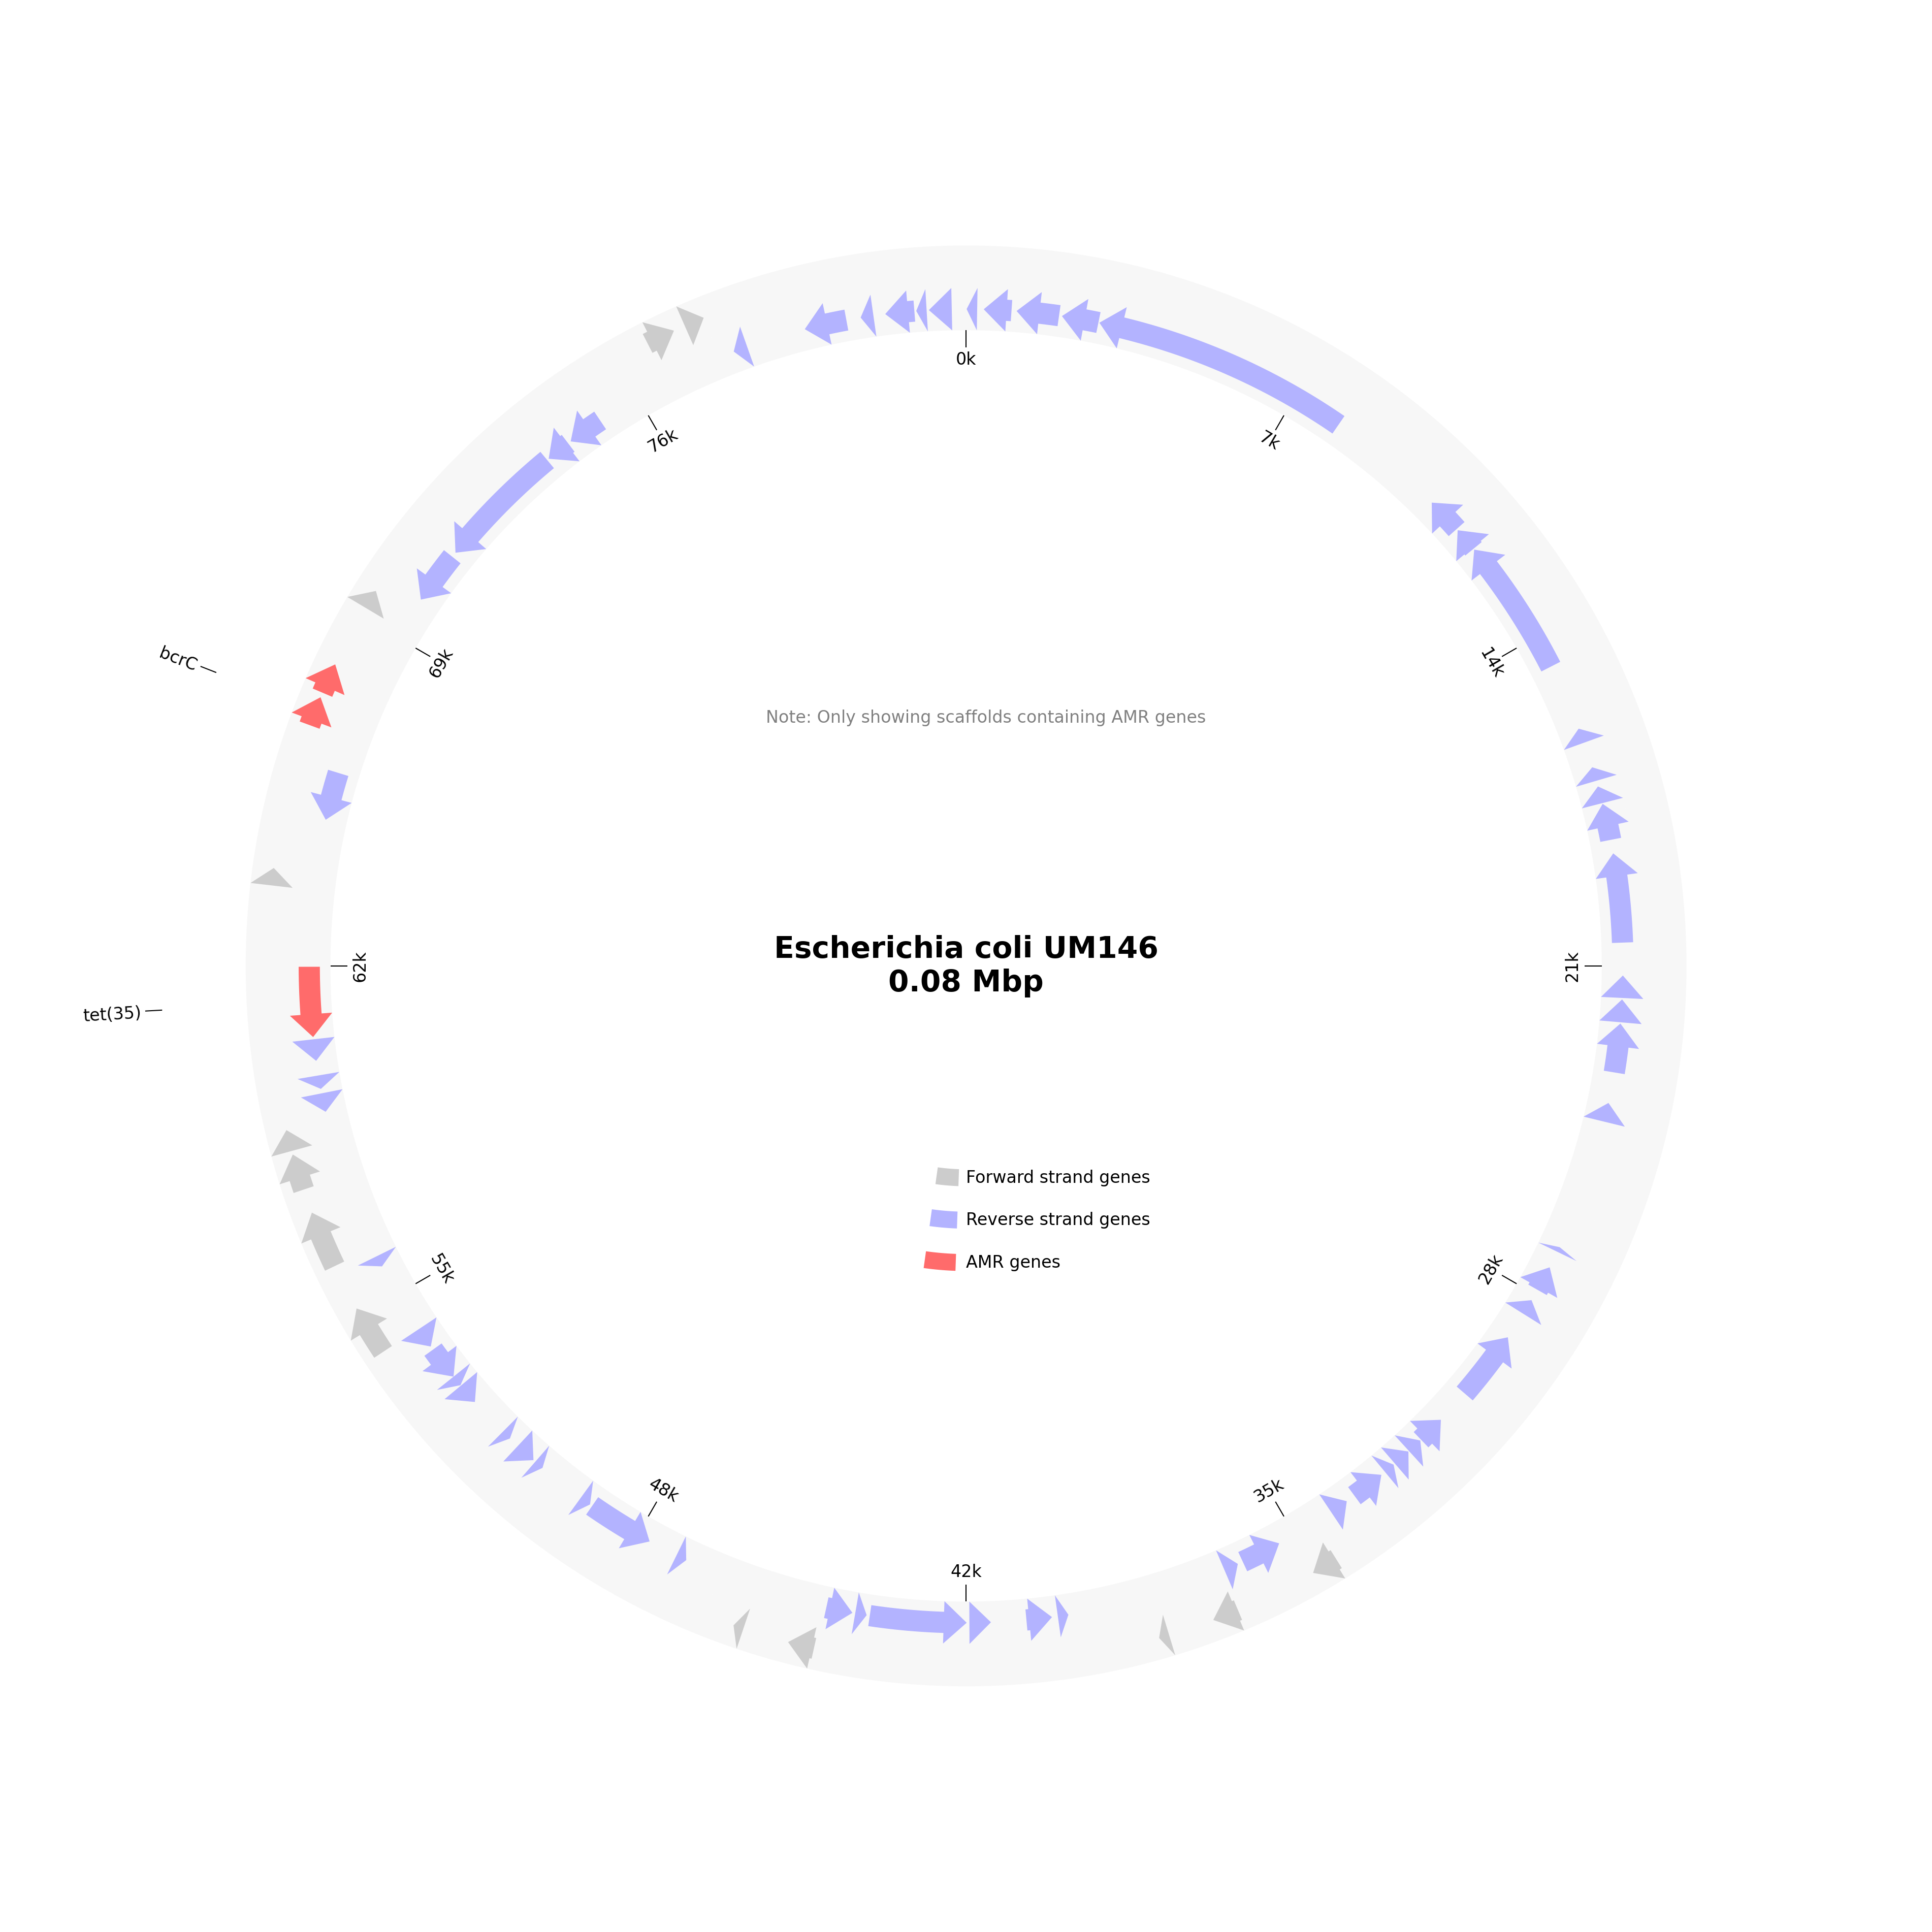 0k
76k
7k
bcrC
69k
14k
Note: Only showing scaffolds containing AMR genes
Escherichia coli UM146
0.08 Mbp
62k
21k
tet(35)
Forward strand genes
Reverse strand genes
AMR genes
55k
28k
48k
35k
42k